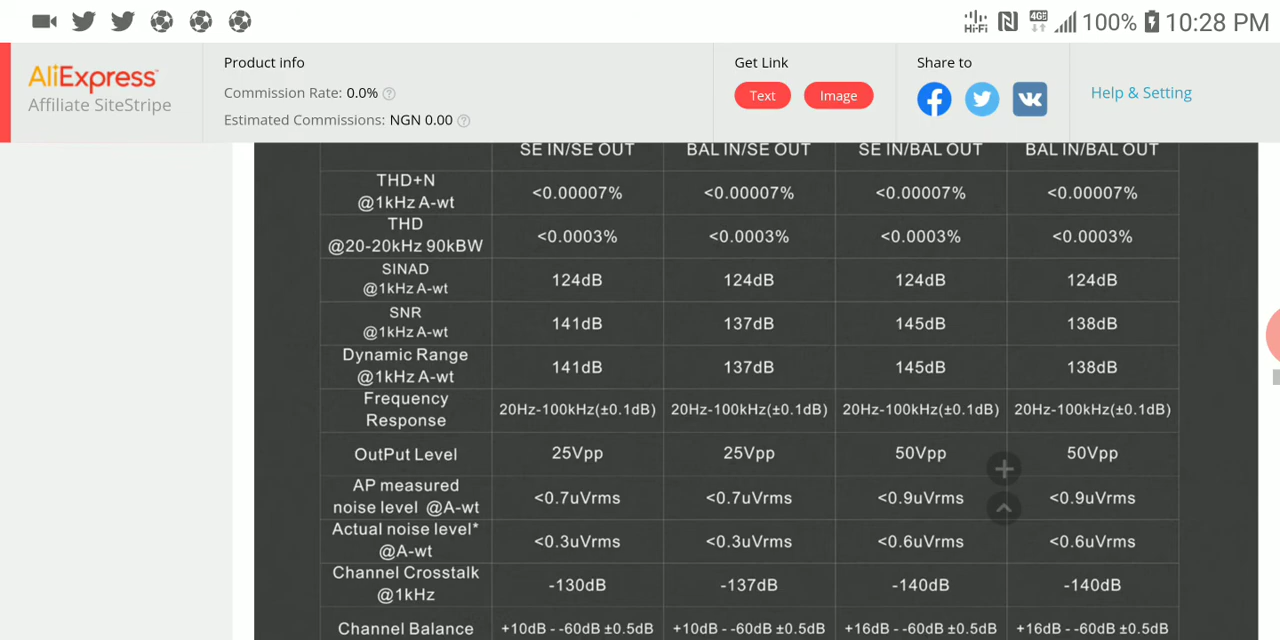 Hi-Fi 4GE 100% 10:28 PM
AliExpress
Affiliate SiteStripe
Product info
Commission Rate: 0.0% ?
Estimated Commissions: NGN 0.00 ?
Get Link
Text Image
Share to
Help & Setting
SE IN/SE OUT BAL IN/SE OUT SE IN/BAL OUT BAL IN/BAL OUT
THD+N
@1kHz A-wt <0.00007% <0.00007% <0.00007% <0.00007%
THD
@20-20kHz 90kBW <0.0003% <0.0003% <0.0003% <0.0003%
SINAD
@1kHz A-wt 124dB 124dB 124dB 124dB
SNR
@1kHz A-wt 141dB 137dB 145dB 138dB
Dynamic Range
@1kHz A-wt 141dB 137dB 145dB 138dB
Frequency
Response 20Hz-100kHz(±0.1dB) 20Hz-100kHz(±0.1dB) 20Hz-100kHz(±0.1dB) 20Hz-100kHz(±0.1dB)
OutPut Level 25Vpp 25Vpp 50Vpp 50Vpp
AP measured
noise level @A-wt <0.7uVrms <0.7uVrms <0.9uVrms <0.9uVrms
Actual noise level*
@A-wt <0.3uVrms <0.3uVrms <0.6uVrms <0.6uVrms
Channel Crosstalk
@1kHz -130dB -137dB -140dB -140dB
Channel Balance +10dB - -60dB ±0.5dB +10dB - -60dB ±0.5dB +16dB - -60dB ±0.5dB +16dB - -60dB ±0.5dB